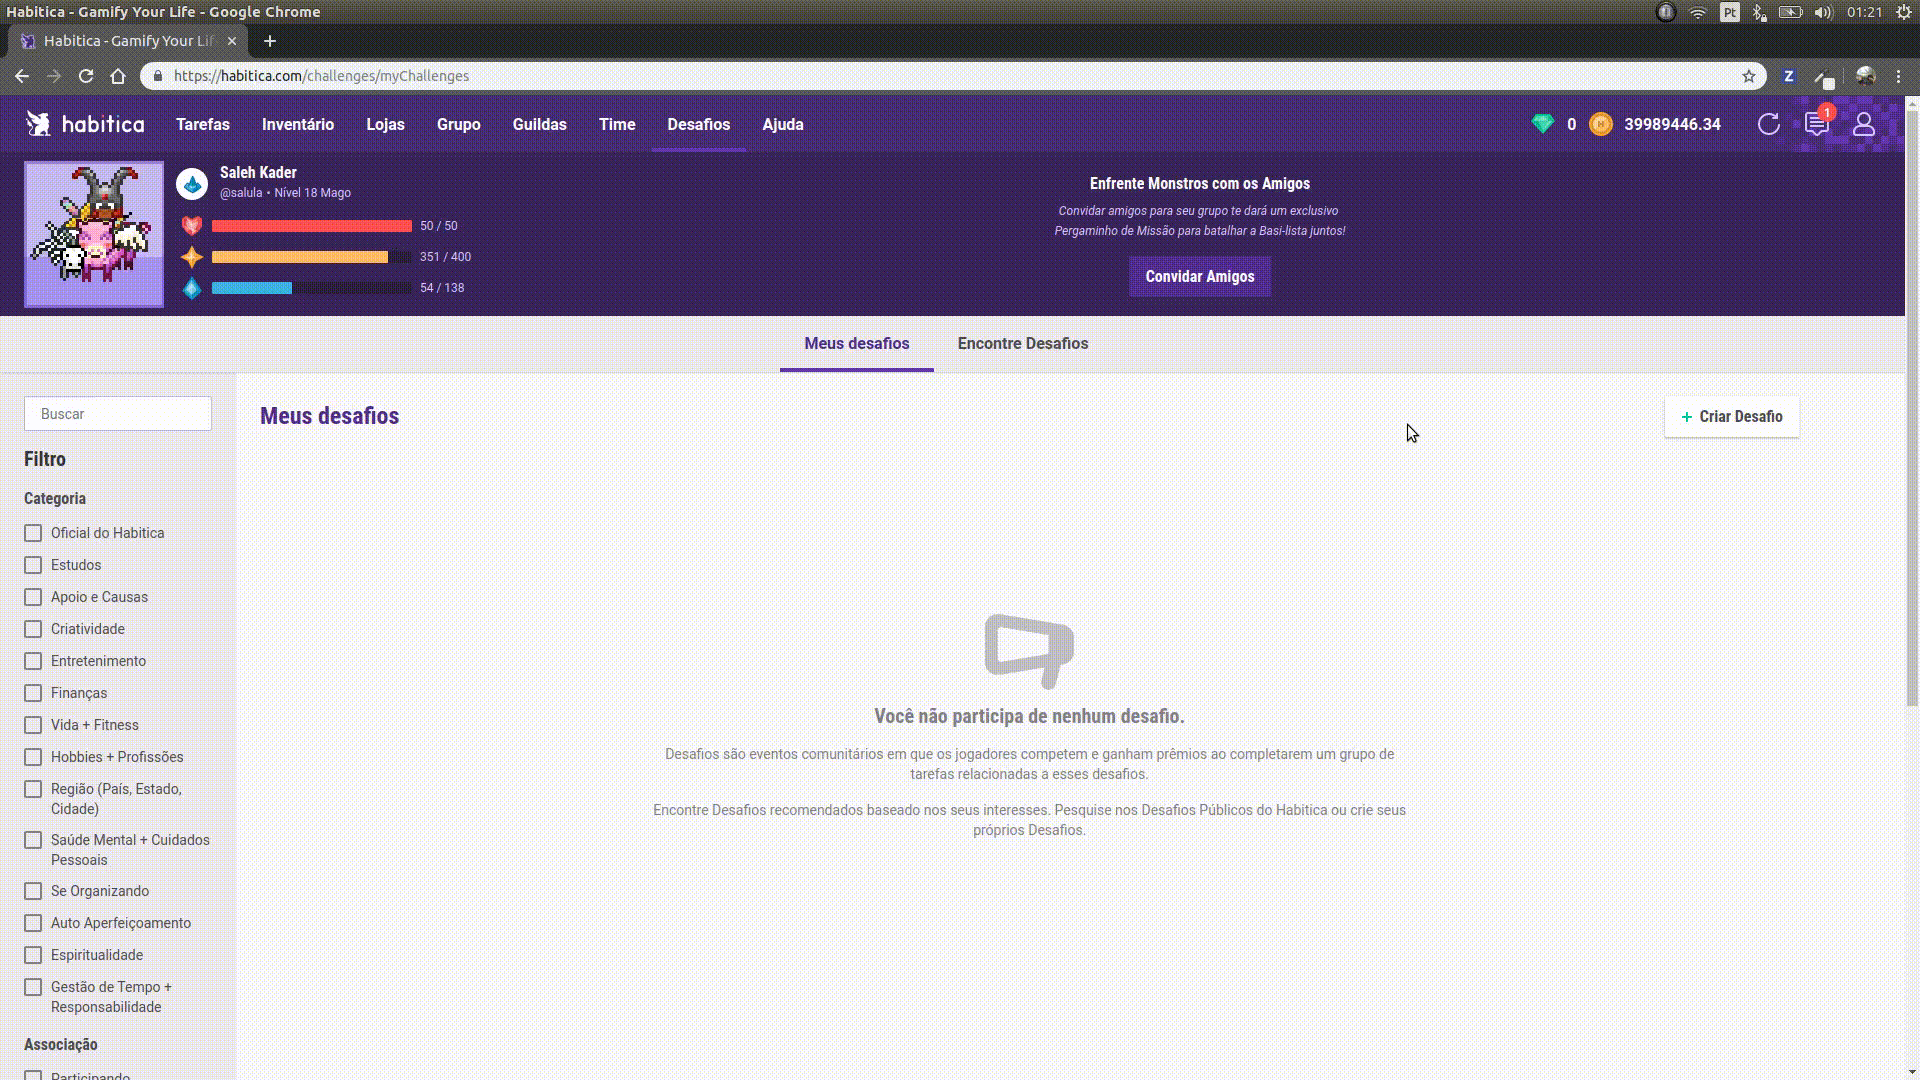 Habitica - Gamify Your Life - Google Chrome
Pt
01:21
Habitica - Gamify Your Lif
https://habitica.com/challenges/myChallenges
Z
habitica
Tarefas
Inventário
Lojas
Grupo
Guildas
Time
Desafios
Ajuda
0
39989446.34
1
Saleh Kader
@salula • Nível 18 Mago
50 / 50
351 / 400
54 / 138
Enfrente Monstros com os Amigos
Convidar amigos para seu grupo te dará um exclusivo
Pergaminho de Missão para batalhar a Basi-lista juntos!
Convidar Amigos
Meus desafios
Encontre Desafios
Buscar
Filtro
Categoria
Oficial do Habitica
Estudos
Apoio e Causas
Criatividade
Entretenimento
Finanças
Vida + Fitness
Hobbies + Profissões
Região (País, Estado,
Cidade)
Saúde Mental + Cuidados
Pessoais
Se Organizando
Auto Aperfeiçoamento
Espiritualidade
Gestão de Tempo +
Responsabilidade
Associação
Participando
Meus desafios
+ Criar Desafio
Você não participa de nenhum desafio.
Desafios são eventos comunitários em que os jogadores competem e ganham prêmios ao completarem um grupo de
tarefas relacionadas a esses desafios.
Encontre Desafios recomendados baseado nos seus interesses. Pesquise nos Desafios Públicos do Habitica ou crie seus
próprios Desafios.